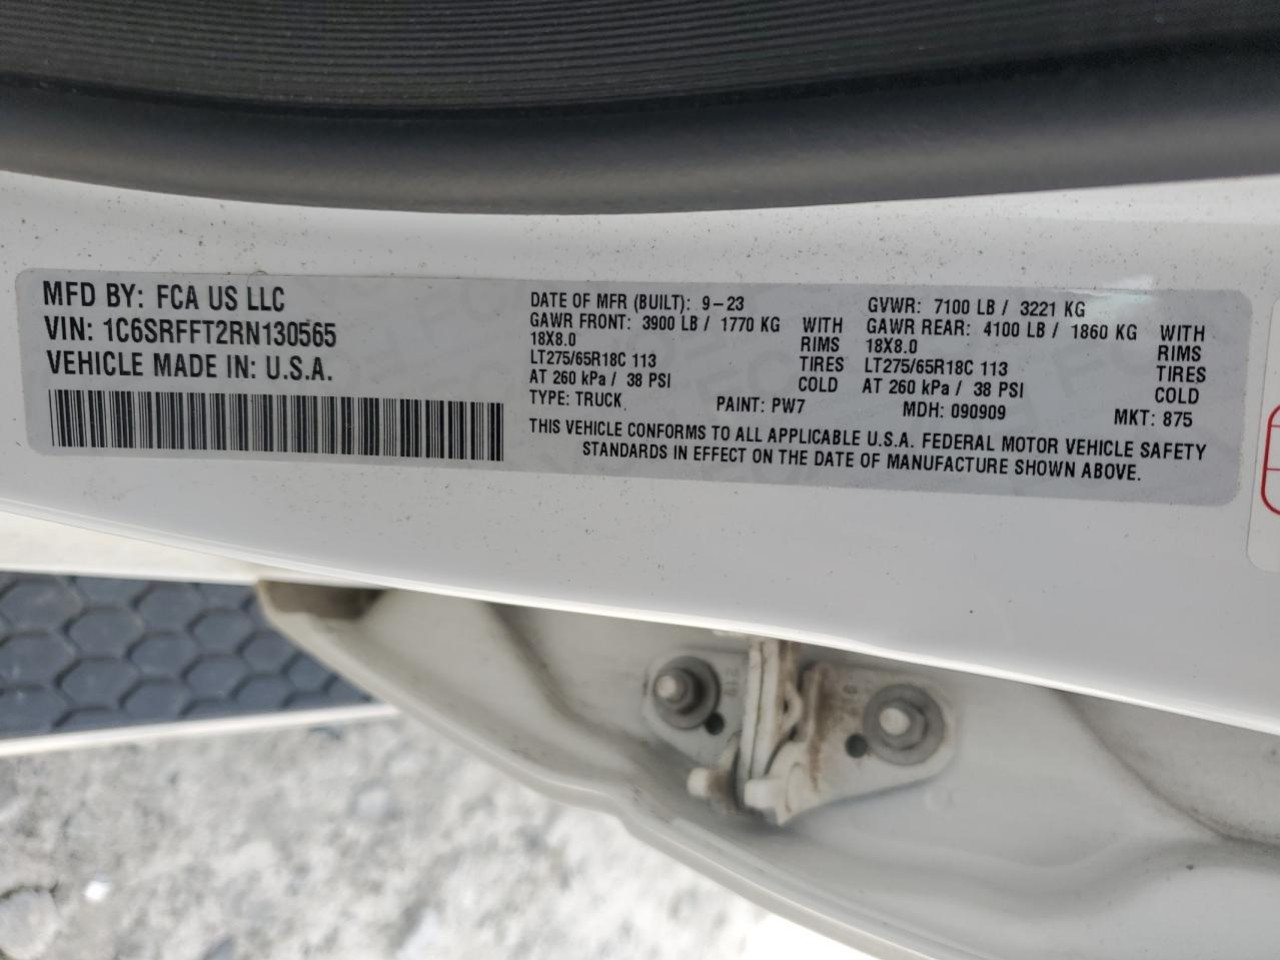 MFD BY: FCA US LLC
VIN: 1C6SRFFT2RN130565
VEHICLE MADE IN: U.S.A.
DATE OF MFR (BUILT): 9-23
GVWR: 7100 LB / 3221 KG
GAWR FRONT: 3900 LB / 1770 KG WITH
18X8.0 RIMS
LT275/65R18C 113 TIRES
AT 260 kPa / 38 PSI COLD
GAWR REAR: 4100 LB / 1860 KG WITH
18X8.0 RIMS
LT275/65R18C 113 TIRES
AT 260 kPa / 38 PSI COLD
TYPE: TRUCK PAINT: PW7 MDH: 090909 MKT: 875
THIS VEHICLE CONFORMS TO ALL APPLICABLE U.S.A. FEDERAL MOTOR VEHICLE SAFETY
STANDARDS IN EFFECT ON THE DATE OF MANUFACTURE SHOWN ABOVE.